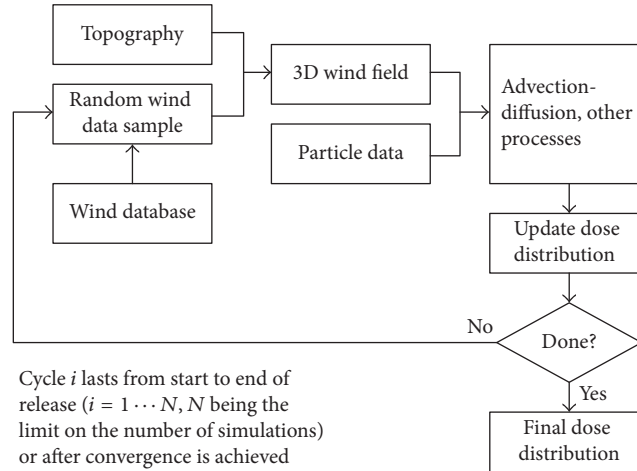 Topography
Random wind
data sample
Wind database
3D wind field
Particle data
Advection-
diffusion, other
processes
Update dose
distribution
No
Done?
Yes
Final dose
distribution
Cycle i lasts from start to end of
release (i = 1 ⋯ N, N being the
limit on the number of simulations)
or after convergence is achieved